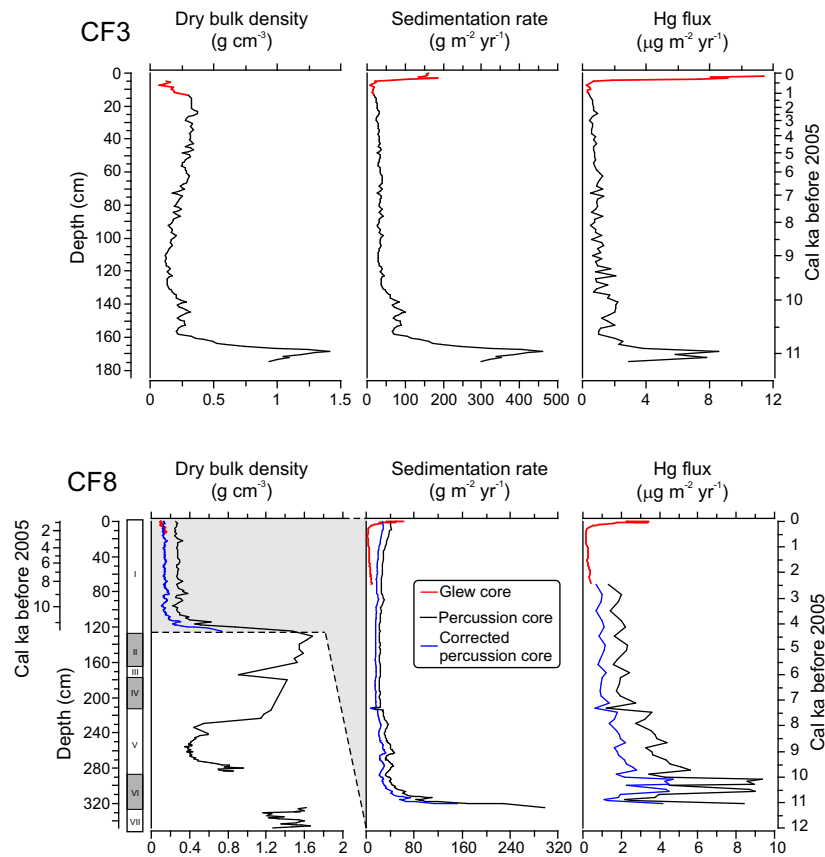 CF3
Dry bulk density
(g cm-3)
Sedimentation rate
(g m-2 yr-1)
Hg flux
(µg m-2 yr-1)
Depth (cm)
0
20
40
60
80
100
120
140
160
180
0 0.5 1 1.5
0 100 200 300 400 500
0 4 8 12
0
1
2
3
4
5
6
7
8
9
10
11
Cal ka before 2005
CF8
Dry bulk density
(g cm-3)
Sedimentation rate
(g m-2 yr-1)
Hg flux
(µg m-2 yr-1)
Cal ka before 2005
2
4
6
8
10
Depth (cm)
0
40
80
120
160
200
240
280
320
I
II
III
IV
V
VI
VII
Glew core
Percussion core
Corrected
percussion core
0 0.4 0.8 1.2 1.6 2
0 80 160 240 300
0 2 4 6 8 10
0
1
2
3
4
5
6
7
8
9
10
11
12
Cal ka before 2005